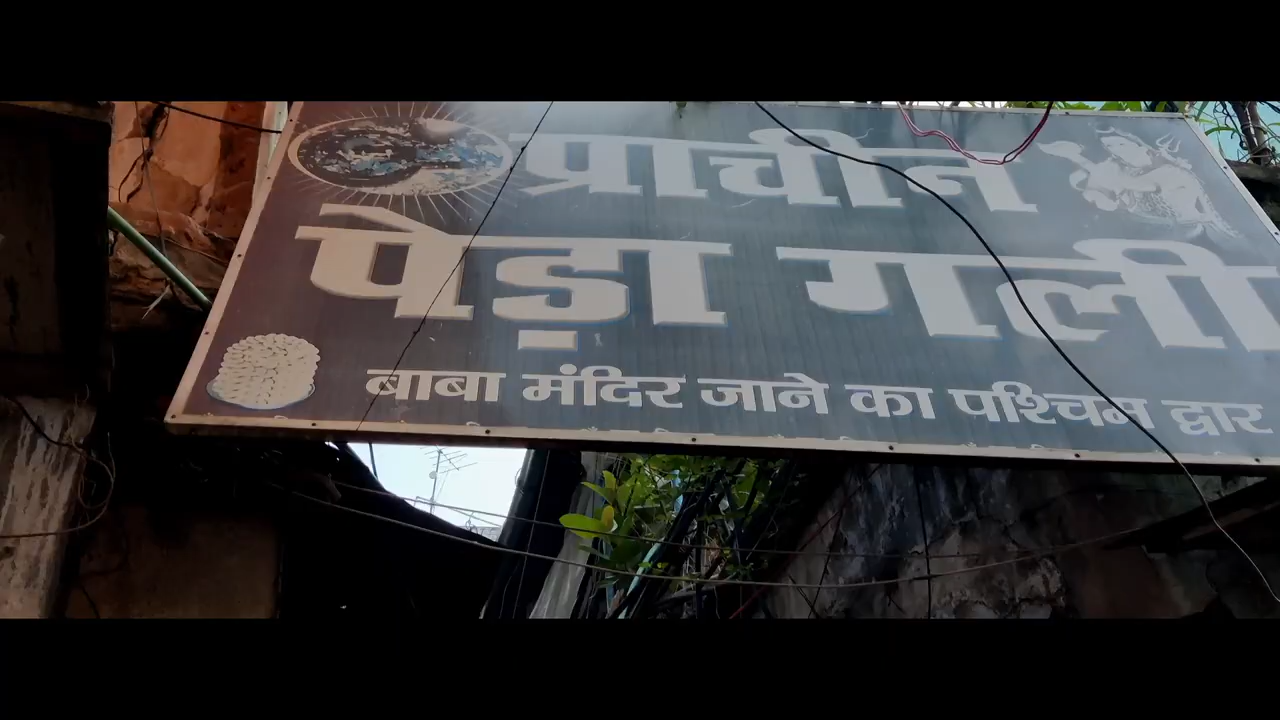 प्राचीन
पेड़ा गली
बाबा मंदिर जाने का पश्चिम द्वार